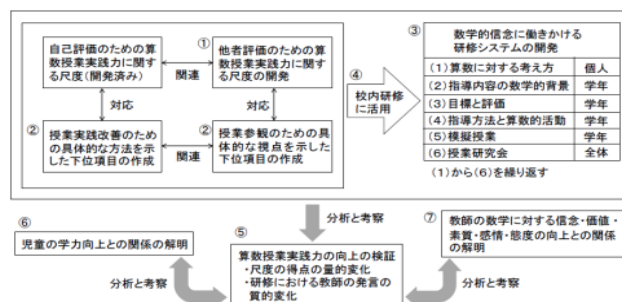 自己評価のための算
数授業実践力に関す
る尺度(開発済み)
関連
①
他者評価のための算
数授業実践力に関す
る尺度の開発
対応
対応
②
授業実践改善のため
の具体的な方法を示
した下位項目の作成
関連
②
授業参観のための具
体的な視点を示した
下位項目の作成
④
校内研修
に活用
③
数学的信念に働きかける
研修システムの開発
(1)算数に対する考え方 個人
(2)指導内容の数学的背景 学年
(3)目標と評価 学年
(4)指導方法と算数的活動 学年
(5)模擬授業 学年
(6)授業研究会 全体
(1)から(6)を繰り返す
分析と考察
⑥
児童の学力向上との関係の解明
分析と考察
⑤
算数授業実践力の向上の検証
・尺度の得点の量的変化
・研修における教師の発言の
質的変化
⑦
教師の数学に対する信念・価値・
素質・感情・態度の向上との関係
の解明
分析と考察